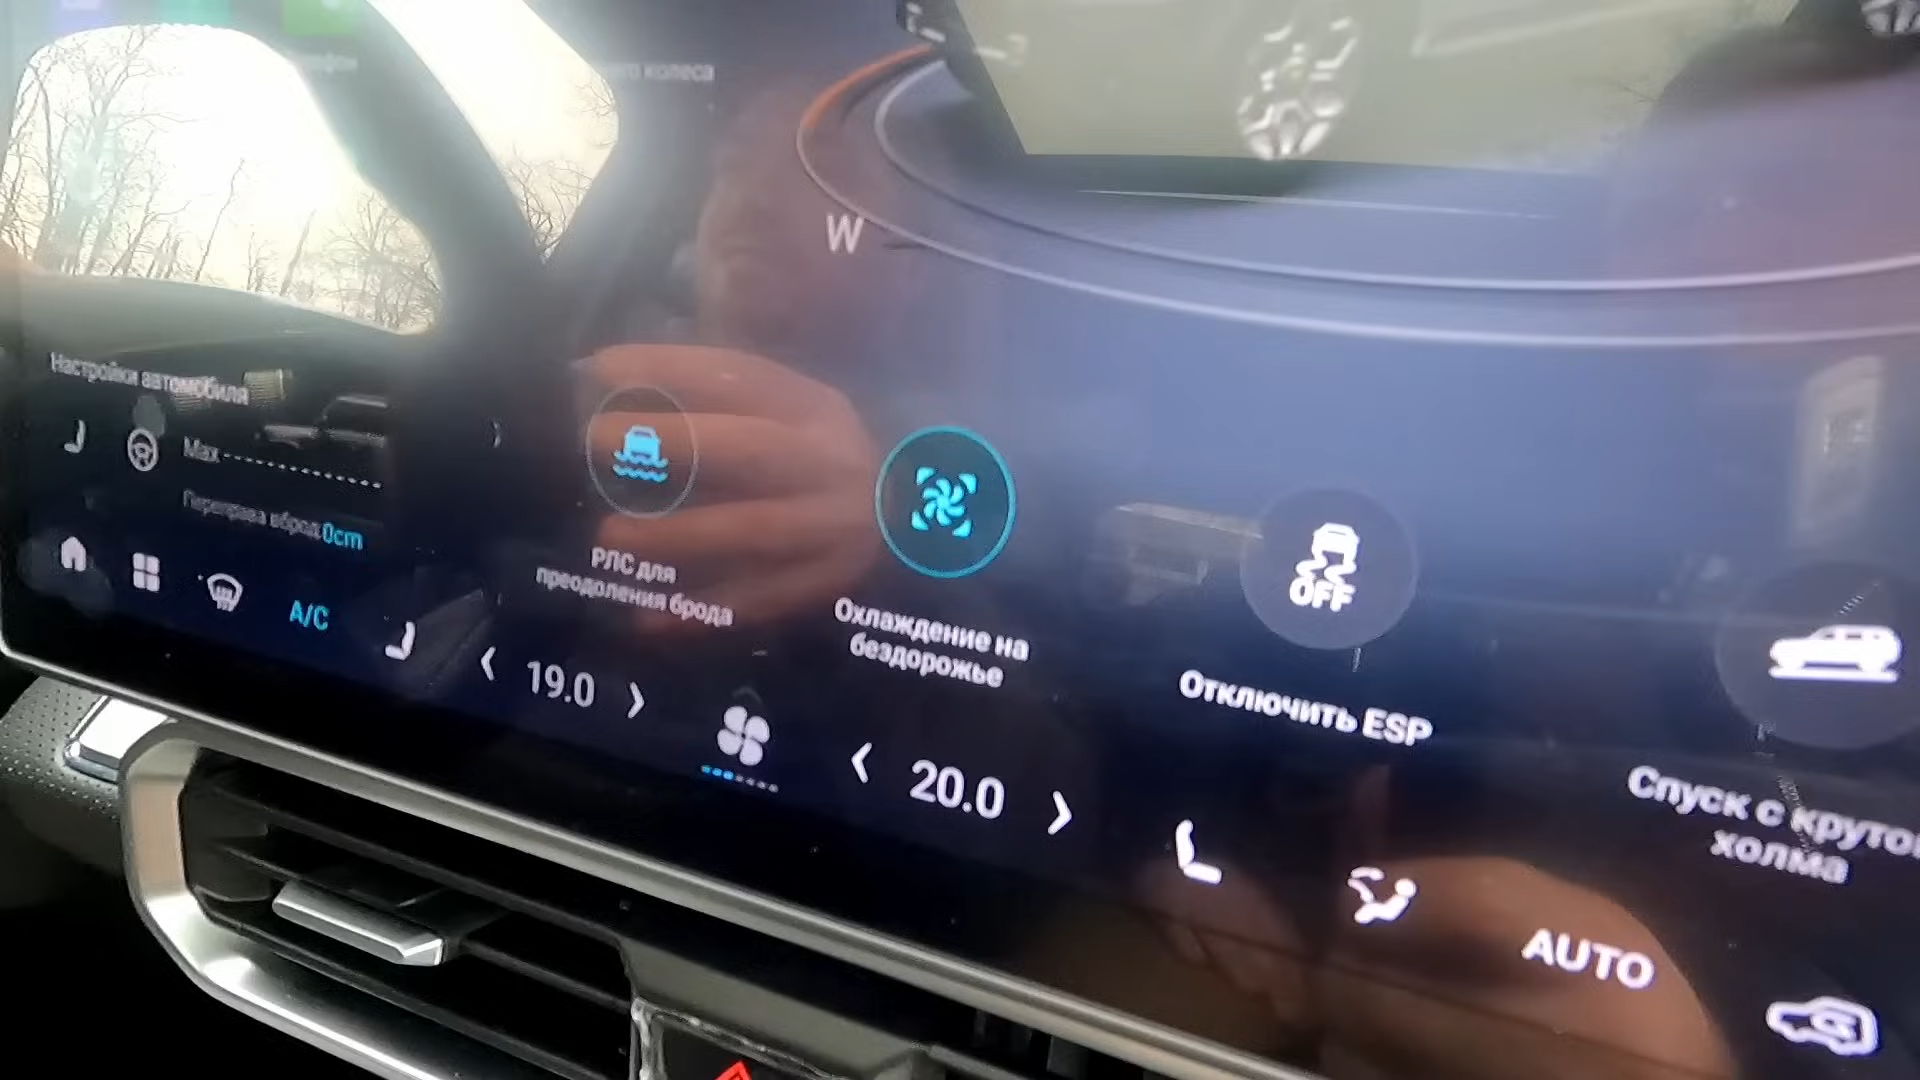 колеса
W
Настройки автомобиля
Max
Переправа вброд 0cm
РЛС для
преодоления брода
Охлаждение на
бездорожье
OFF
Отключить ESP
Спуск с
холма
A/C
19.0
20.0
AUTO